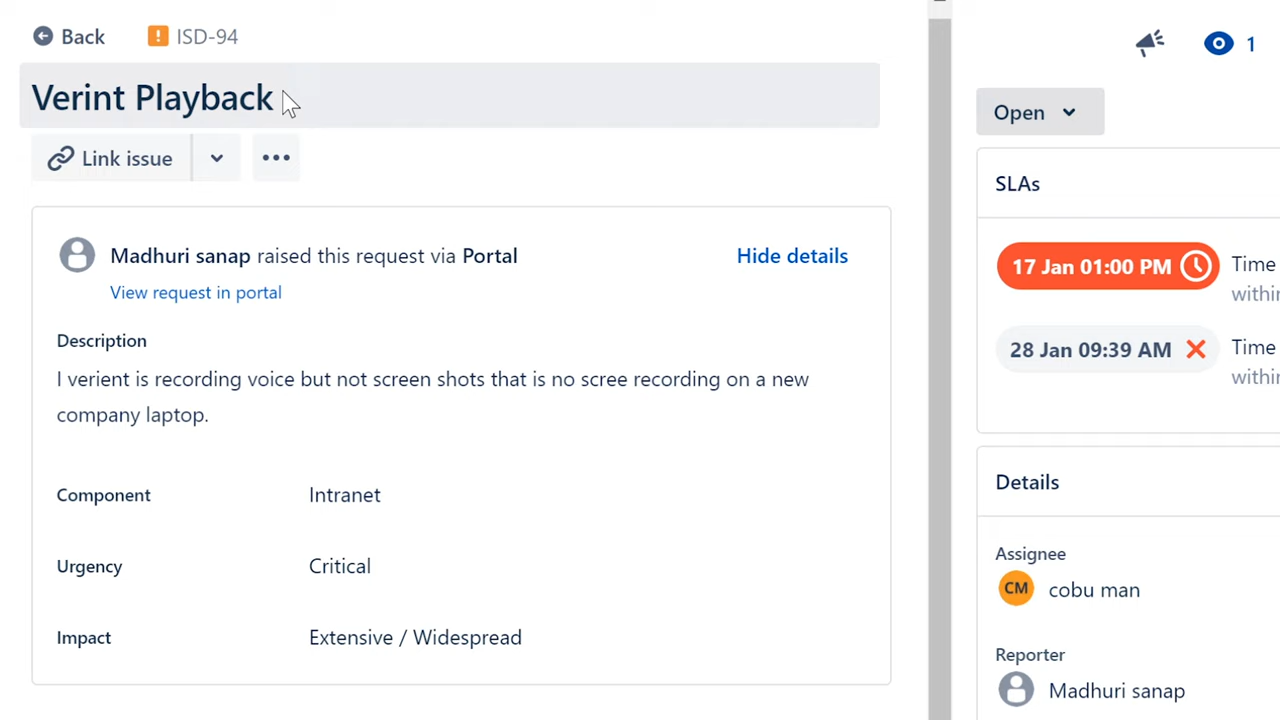 Back
ISD-94
Verint Playback
Link issue
Madhuri sanap raised this request via Portal
Hide details
View request in portal
Description
I verient is recording voice but not screen shots that is no scree recording on a new
company laptop.
Component Intranet
Urgency Critical
Impact Extensive / Widespread
1
Open
SLAs
17 Jan 01:00 PM Time
28 Jan 09:39 AM Time
Details
Assignee
CM cobu man
Reporter
Madhuri sanap